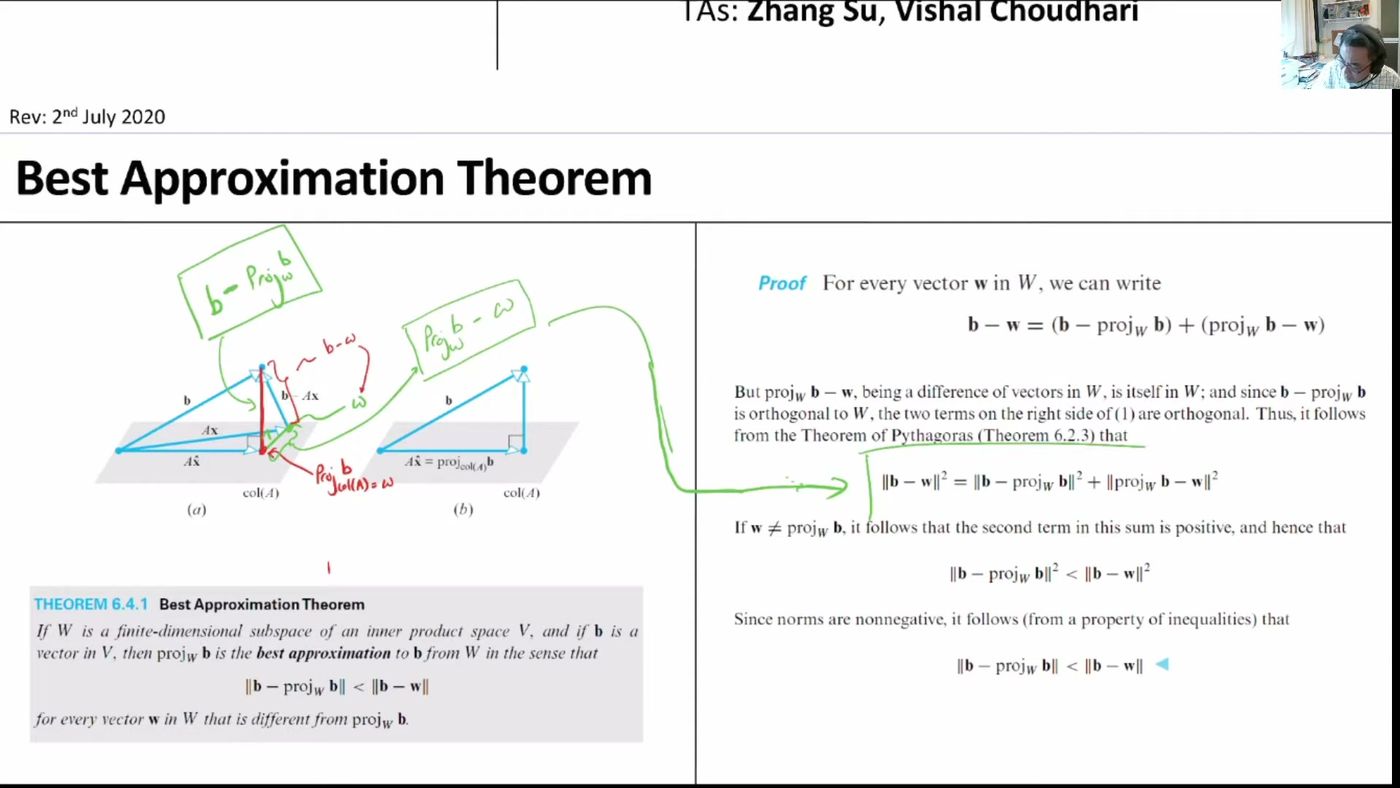 TAs: Zhang Su, Vishal Choudhari
Rev: 2nd July 2020
Best Approximation Theorem
b – Proj_W b
Proj_W b – w
b – w
w
b
b – Ax
Ax
Ax̂
Proj_col(A) b = w
col(A)
(a)
b
Ax̂ = proj_col(A) b
col(A)
(b)
THEOREM 6.4.1 Best Approximation Theorem
If W is a finite-dimensional subspace of an inner product space V, and if b is a
vector in V, then proj_W b is the best approximation to b from W in the sense that
‖b – proj_W b‖ < ‖b – w‖
for every vector w in W that is different from proj_W b.
Proof For every vector w in W, we can write
b – w = (b – proj_W b) + (proj_W b – w)
But proj_W b – w, being a difference of vectors in W, is itself in W; and since b – proj_W b
is orthogonal to W, the two terms on the right side of (1) are orthogonal. Thus, it follows
from the Theorem of Pythagoras (Theorem 6.2.3) that
‖b – w‖² = ‖b – proj_W b‖² + ‖proj_W b – w‖²
If w ≠ proj_W b, it follows that the second term in this sum is positive, and hence that
‖b – proj_W b‖² < ‖b – w‖²
Since norms are nonnegative, it follows (from a property of inequalities) that
‖b – proj_W b‖ < ‖b – w‖